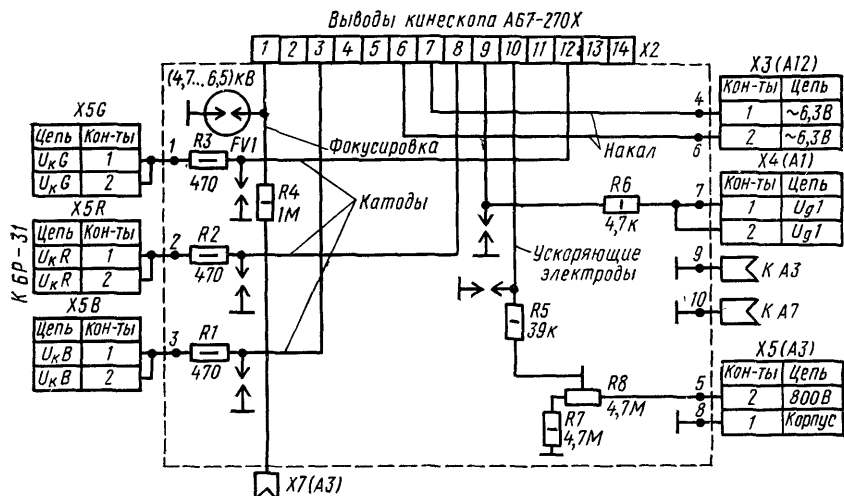 Выводы кинескопа А67-270Х
1 2 3 4 5 6 7 8 9 10 11 12 13 14 X2
(4,7...6,5)кВ
X3(A12)
Кон-ты Цепь
1 ~6,3В
2 ~6,3В
4
6
X5G
Цепь Кон-ты
UкG 1
UкG 2
1
R3
470
FV1
Фокусировка
Накал
R4
1М
Катоды
X4(A1)
Кон-ты Цепь
1 Ug1
2 Ug1
7
R6
4,7к
X5R
Цепь Кон-ты
UкR 1
UкR 2
2
R2
470
Ускоряющие
электроды
9
К А3
10
К А7
К БР-31
X5B
Цепь Кон-ты
UкB 1
UкB 2
3
R1
470
R5
39к
X5(A3)
Кон-ты Цепь
2 800В
1 Корпус
5
8
R8
4,7М
R7
4,7М
X7(A3)